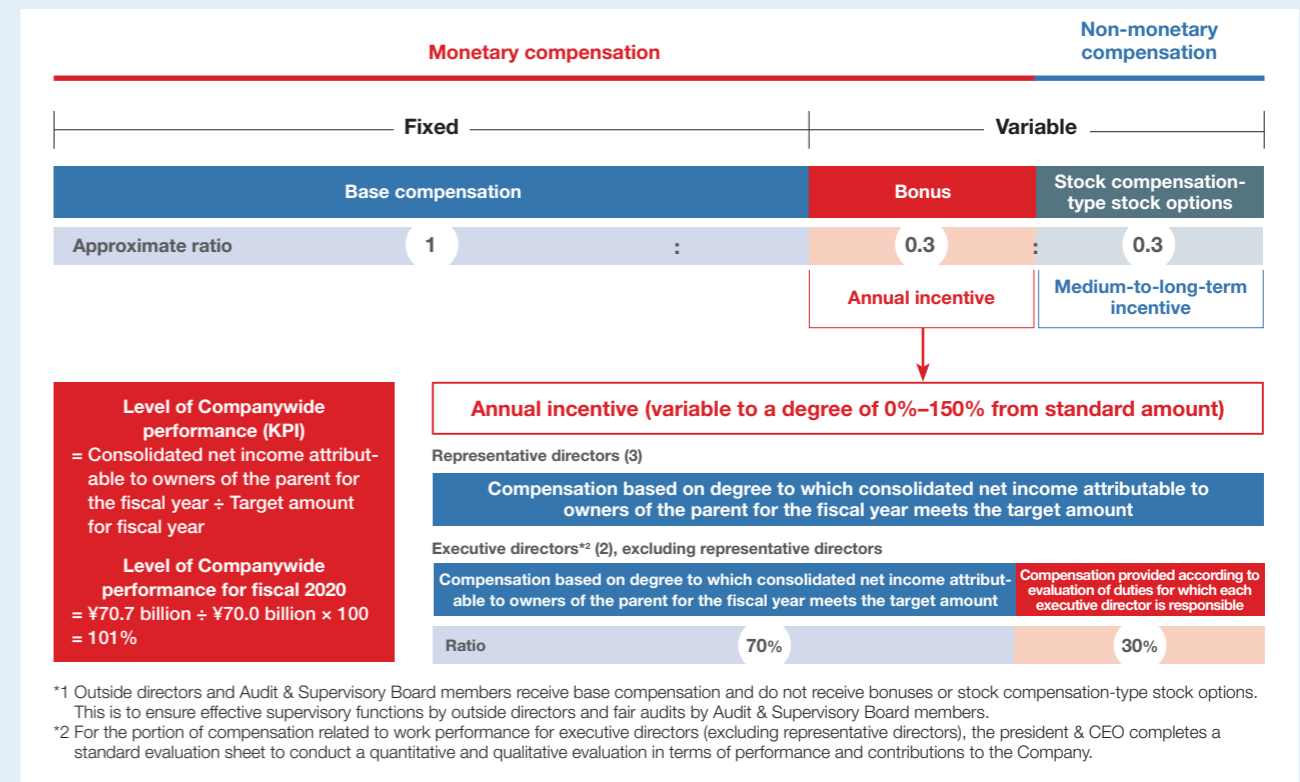 Monetary compensation
Non-monetary
compensation
Fixed
Variable
Base compensation
Bonus
Stock compensation-
type stock options
Approximate ratio
1
:
0.3
:
0.3
Annual incentive
Medium-to-long-term
incentive
Level of Companywide
performance (KPI)
= Consolidated net income attribut-
able to owners of the parent for
the fiscal year ÷ Target amount
for fiscal year
Level of Companywide
performance for fiscal 2020
= ¥70.7 billion ÷ ¥70.0 billion × 100
= 101%
Annual incentive (variable to a degree of 0%–150% from standard amount)
Representative directors (3)
Compensation based on degree to which consolidated net income attributable to
owners of the parent for the fiscal year meets the target amount
Executive directors*2 (2), excluding representative directors
Compensation based on degree to which consolidated net income attribut-
able to owners of the parent for the fiscal year meets the target amount
Compensation provided according to
evaluation of duties for which each
executive director is responsible
Ratio
70%
30%
*1 Outside directors and Audit & Supervisory Board members receive base compensation and do not receive bonuses or stock compensation-type stock options.
This is to ensure effective supervisory functions by outside directors and fair audits by Audit & Supervisory Board members.
*2 For the portion of compensation related to work performance for executive directors (excluding representative directors), the president & CEO completes a
standard evaluation sheet to conduct a quantitative and qualitative evaluation in terms of performance and contributions to the Company.